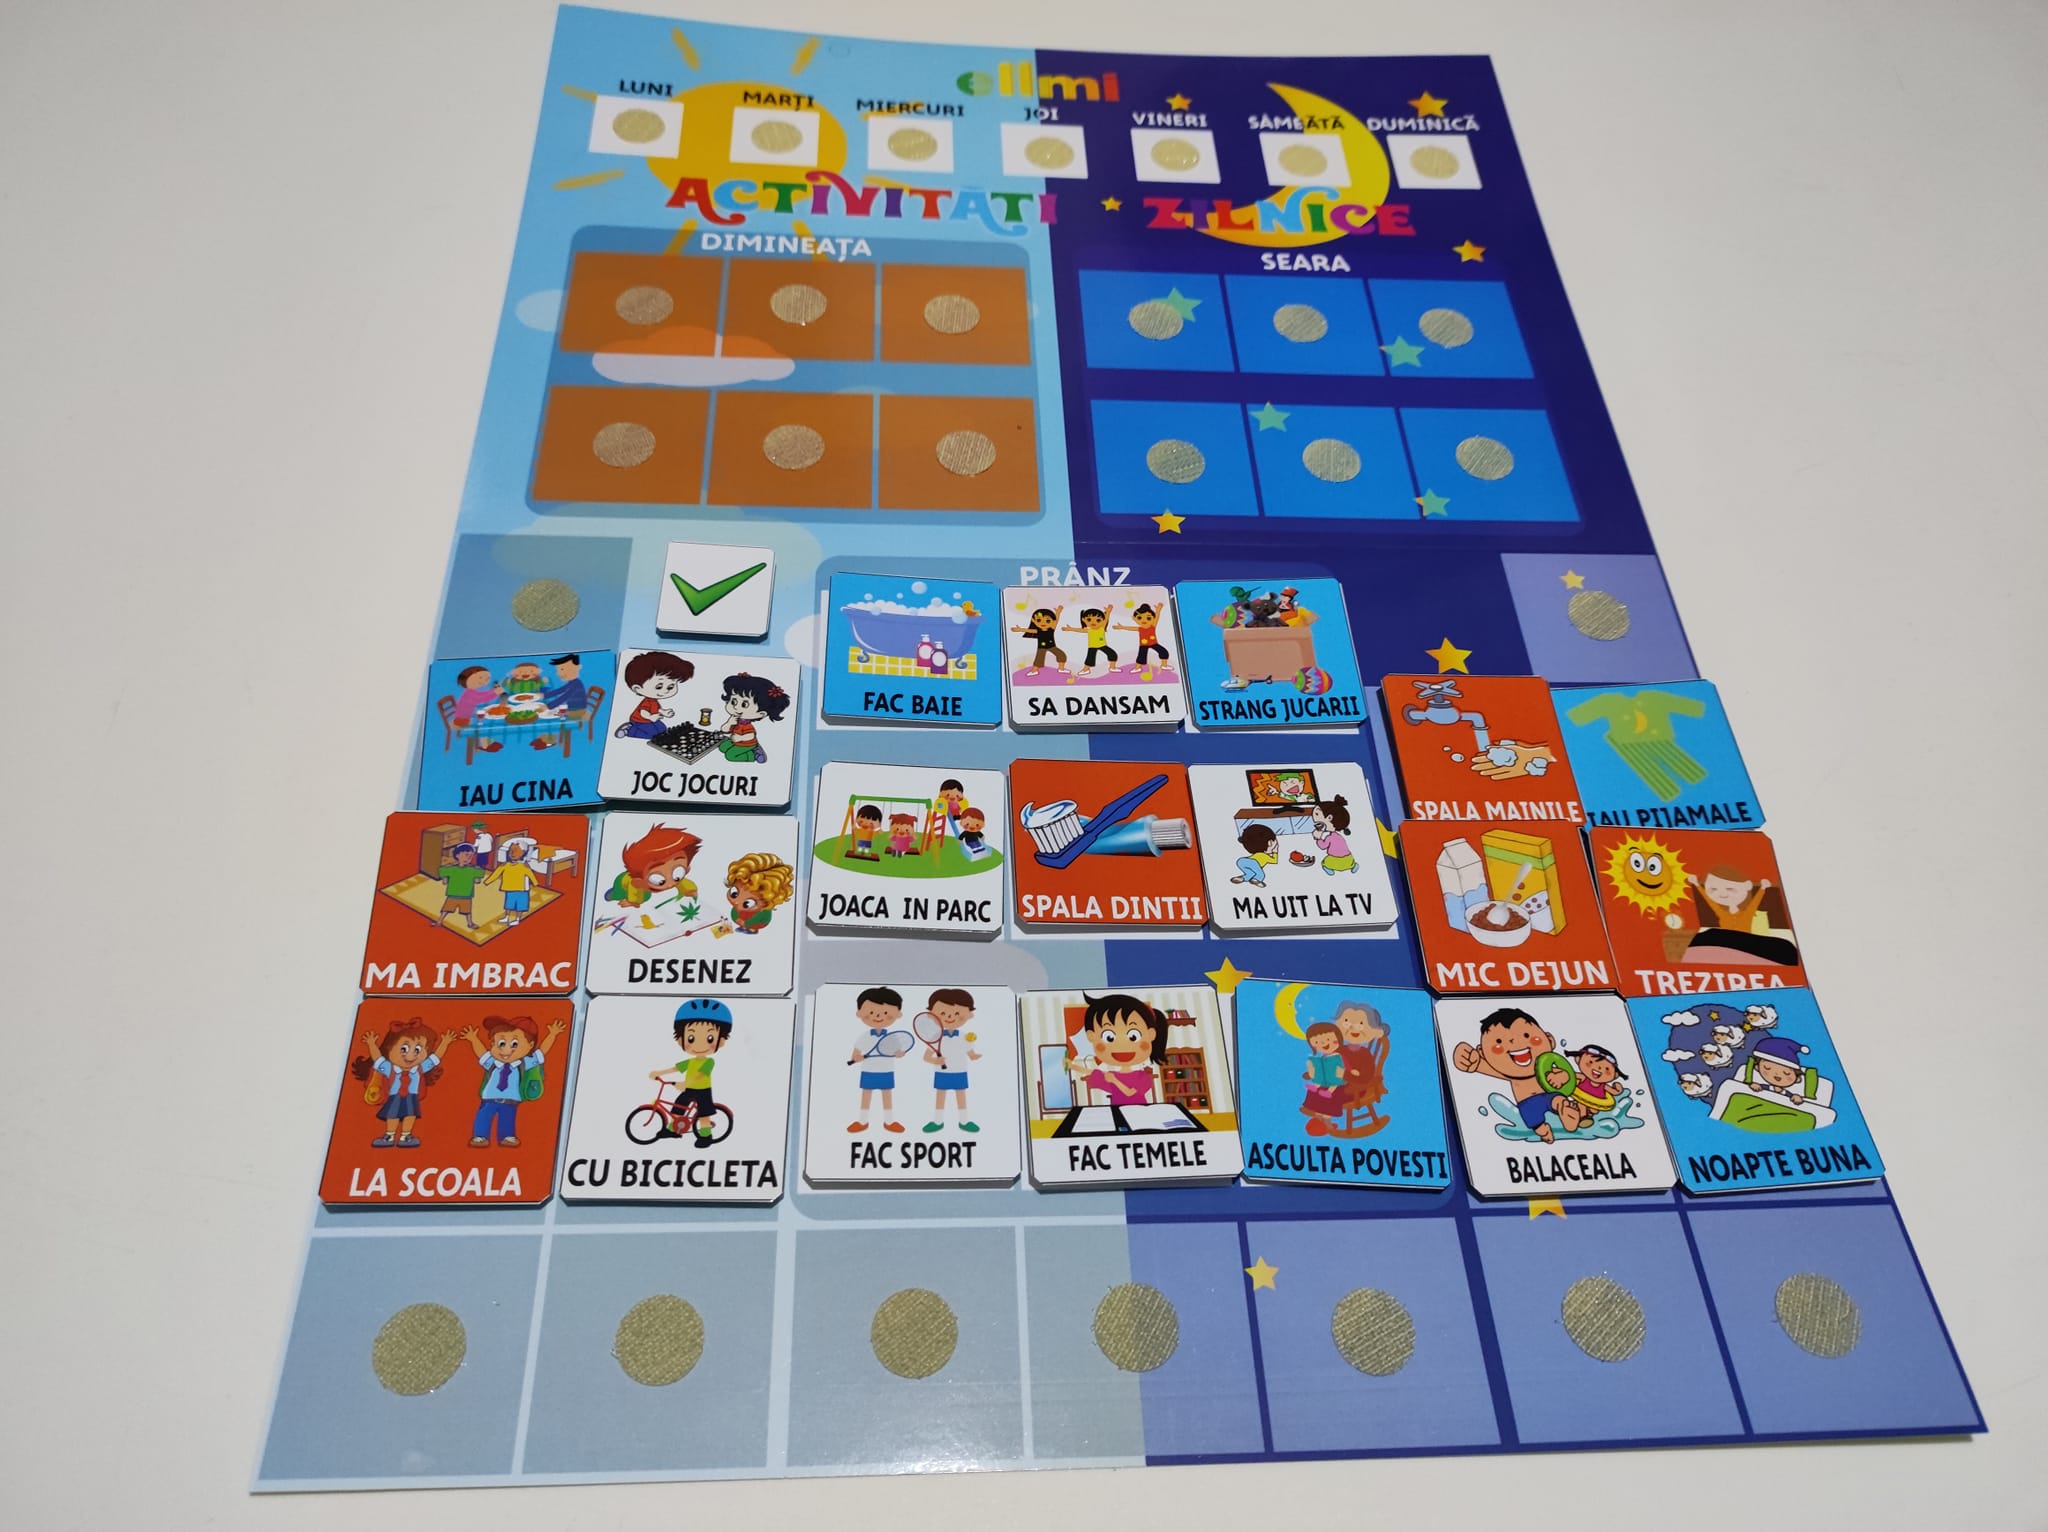 ellmi
LUNI
MARȚI
MIERCURI
JOI
VINERI
SÂMBĂTĂ
DUMINICĂ
ACTIVITĂȚI ZILNICE
DIMINEAȚA
SEARA
PRÂNZ
FAC BAIE
SA DANSAM
STRANG JUCARII
IAU CINA
JOC JOCURI
SPALA MAINILE
IAU PIJAMALE
MA IMBRAC
DESENEZ
JOACA IN PARC
SPALA DINTII
MA UIT LA TV
MIC DEJUN
TREZIREA
LA SCOALA
CU BICICLETA
FAC SPORT
FAC TEMELE
ASCULTA POVESTI
BALACEALA
NOAPTE BUNA